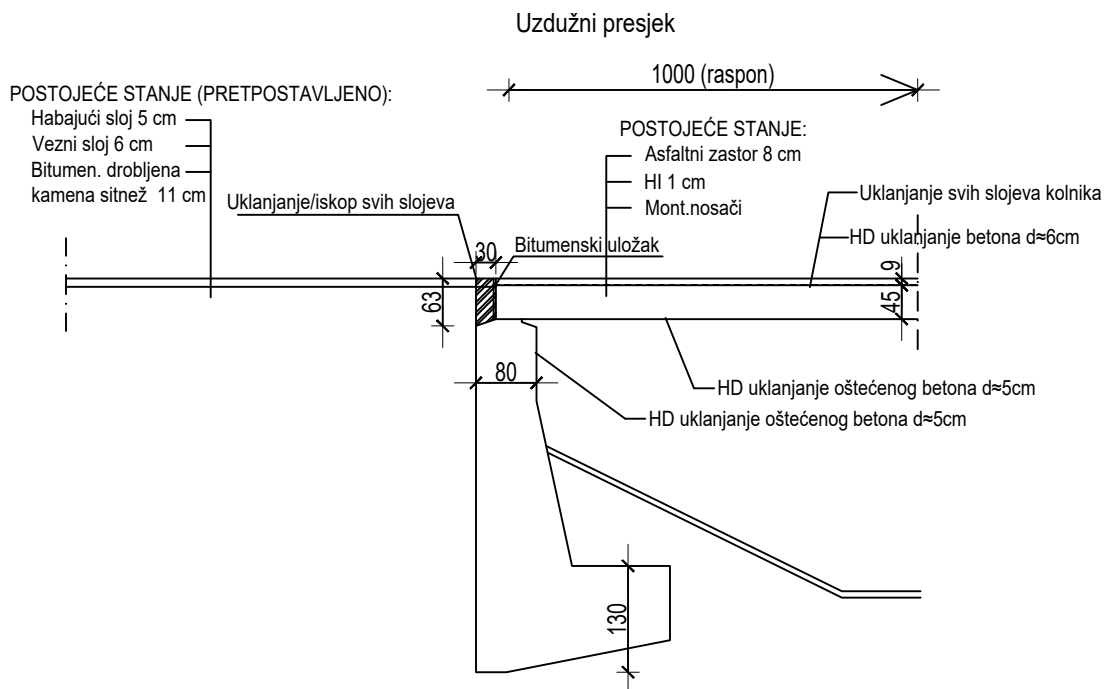 Uzdužni presjek
1000 (raspon)
POSTOJEĆE STANJE (PRETPOSTAVLJENO):
Habajući sloj 5 cm
Vezni sloj 6 cm
Bitumen. drobljena
kamena sitnež 11 cm
POSTOJEĆE STANJE:
Asfaltni zastor 8 cm
HI 1 cm
Mont.nosači
Uklanjanje/iskop svih slojeva
Uklanjanje svih slojeva kolnika
Bitumenski uložak
HD uklanjanje betona d≈6cm
30
9
63
45
80
HD uklanjanje oštećenog betona d≈5cm
HD uklanjanje oštećenog betona d≈5cm
130